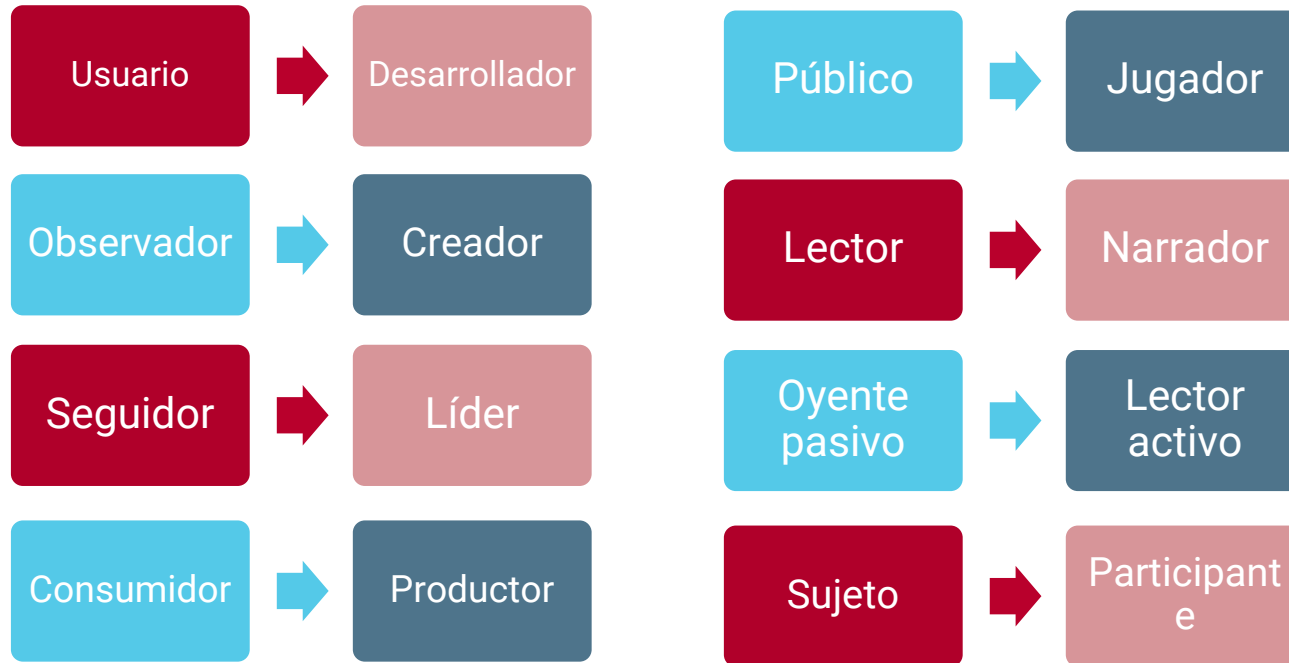 Usuario
Desarrollador
Observador
Creador
Seguidor
Líder
Consumidor
Productor
Público
Jugador
Lector
Narrador
Oyente
pasivo
Lector
activo
Sujeto
Participant
e